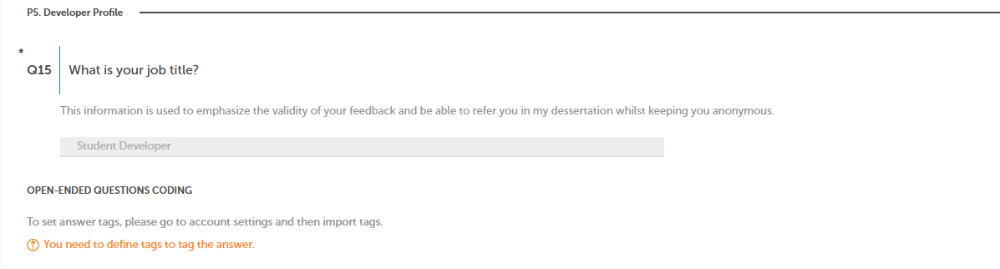 P5. Developer Profile
*
Q15 What is your job title?
This information is used to emphasize the validity of your feedback and be able to refer you in my dessertation whilst keeping you anonymous.
Student Developer
OPEN-ENDED QUESTIONS CODING
To set answer tags, please go to account settings and then import tags.
You need to define tags to tag the answer.